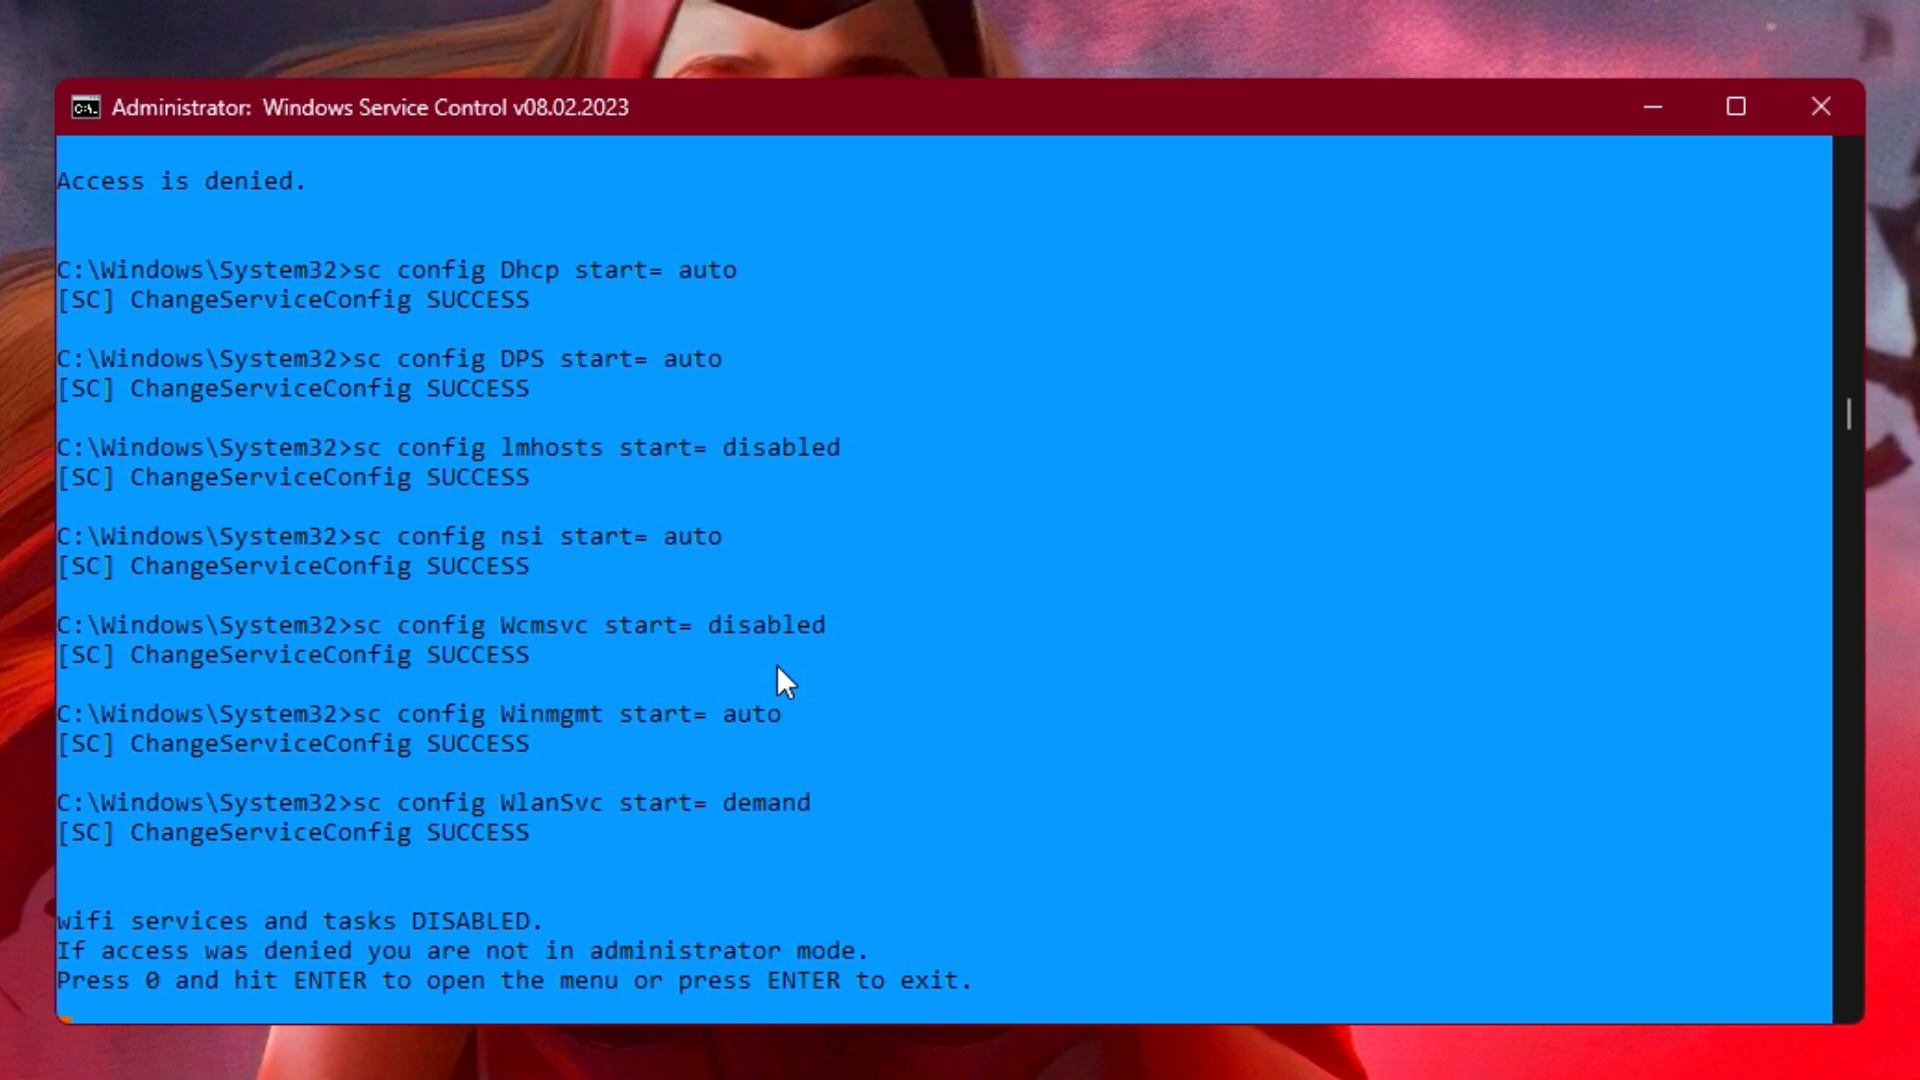 Administrator: Windows Service Control v08.02.2023
Access is denied.
C:\Windows\System32>sc config Dhcp start= auto
[SC] ChangeServiceConfig SUCCESS
C:\Windows\System32>sc config DPS start= auto
[SC] ChangeServiceConfig SUCCESS
C:\Windows\System32>sc config lmhosts start= disabled
[SC] ChangeServiceConfig SUCCESS
C:\Windows\System32>sc config nsi start= auto
[SC] ChangeServiceConfig SUCCESS
C:\Windows\System32>sc config Wcmsvc start= disabled
[SC] ChangeServiceConfig SUCCESS
C:\Windows\System32>sc config Winmgmt start= auto
[SC] ChangeServiceConfig SUCCESS
C:\Windows\System32>sc config WlanSvc start= demand
[SC] ChangeServiceConfig SUCCESS
wifi services and tasks DISABLED.
If access was denied you are not in administrator mode.
Press 0 and hit ENTER to open the menu or press ENTER to exit.